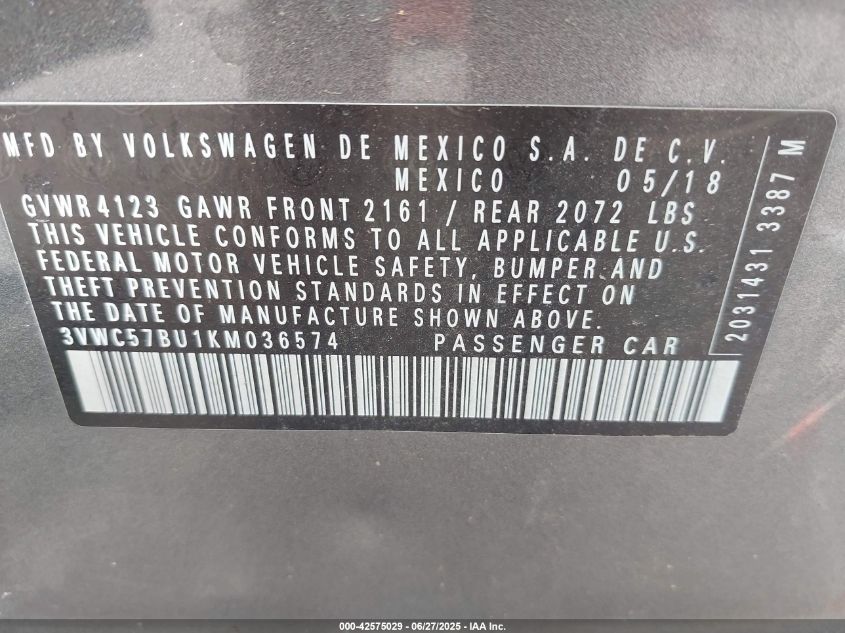 MFD BY VOLKSWAGEN DE MEXICO S.A. DE C.V.
MEXICO 05/18
GVWR 4123 GAWR FRONT 2161 / REAR 2072 LBS
THIS VEHICLE CONFORMS TO ALL APPLICABLE U.S.
FEDERAL MOTOR VEHICLE SAFETY, BUMPER AND
THEFT PREVENTION STANDARDS IN EFFECT ON
THE DATE OF MANUFACTURE SHOWN ABOVE.
3VWC57BU1KM036574 PASSENGER CAR
2031431 3387 M
000-42575029 - 06/27/2025 - IAA Inc.